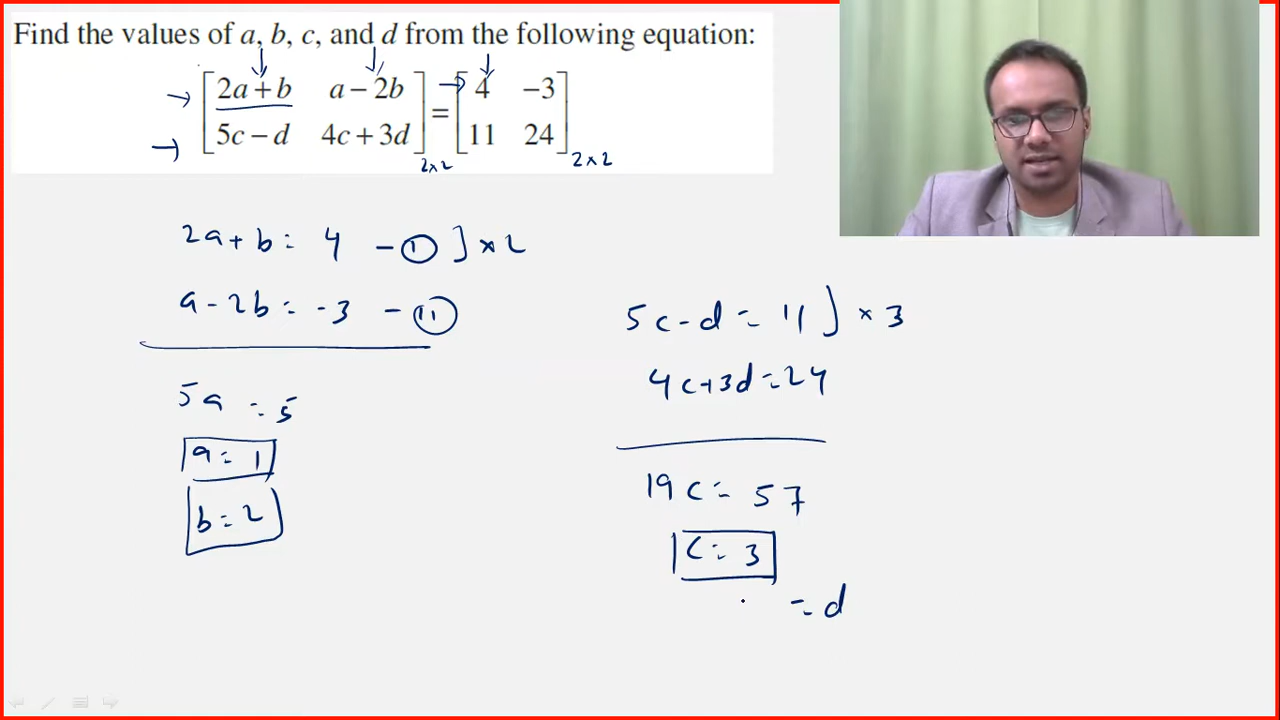 Find the values of a, b, c, and d from the following equation:
[2a + b a − 2b] = [4 −3]
[5c − d 4c + 3d] [11 24]
2×2 2×2
2a + b = 4 - ① ] × 2
a - 2b = -3 - ⑪
5c - d = 11 ] × 3
4c + 3d = 24
5a = 5
a = 1
b = 2
19c = 57
c = 3
= d